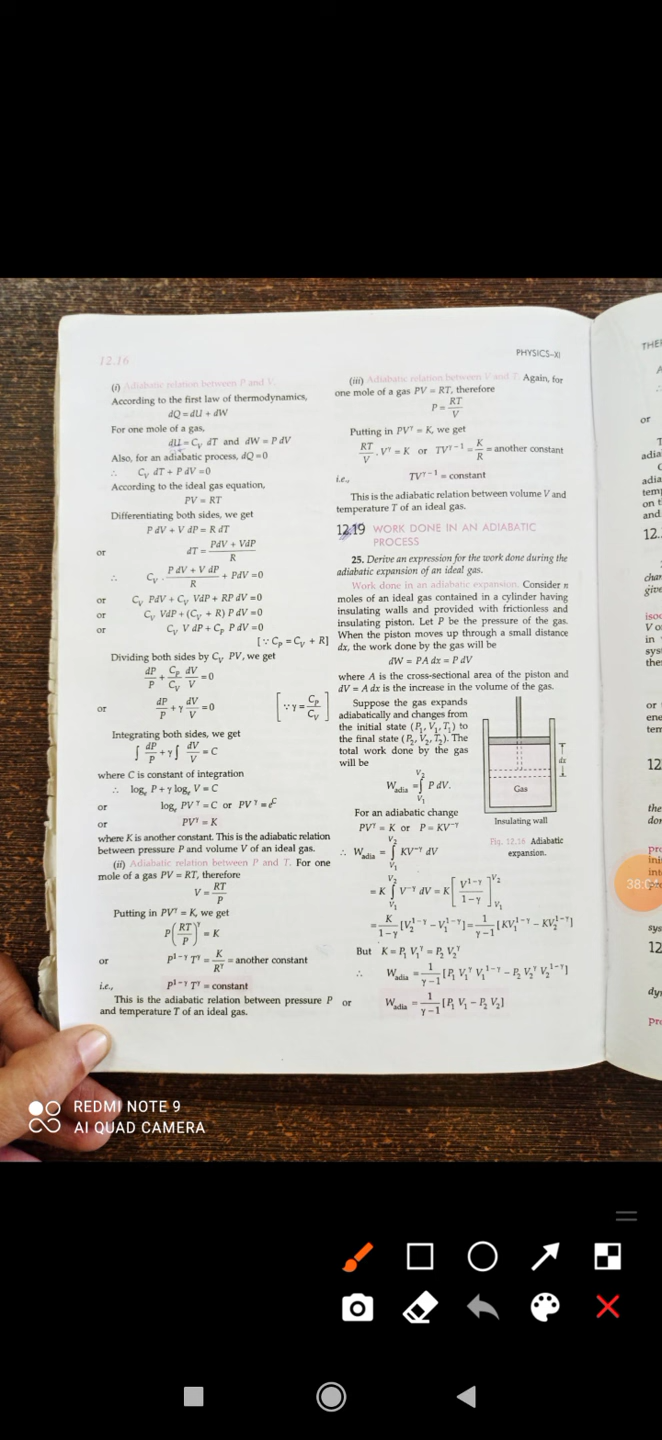 12.16
PHYSICS–XI
(i) Adiabatic relation between P and V.
According to the first law of thermodynamics,
dQ = dU + dW
For one mole of a gas,
dU = C_V dT and dW = P dV
Also, for an adiabatic process, dQ = 0
∴ C_V dT + P dV = 0
According to the ideal gas equation,
PV = RT
Differentiating both sides, we get
P dV + V dP = R dT
or dT = (PdV + VdP)/R
∴ C_V . (P dV + V dP)/R + PdV = 0
or C_V PdV + C_V VdP + RP dV = 0
or C_V VdP + (C_V + R) P dV = 0
or C_V V dP + C_P P dV = 0
[∵ C_P = C_V + R]
Dividing both sides by C_V PV, we get
dP/P + C_P/C_V dV/V = 0
or dP/P + γ dV/V = 0 [∵ γ = C_P/C_V]
Integrating both sides, we get
∫ dP/P + γ ∫ dV/V = C
where C is constant of integration
∴ log_e P + γ log_e V = C
or log_e PV^γ = C or PV^γ = e^C
or PV^γ = K
where K is another constant. This is the adiabatic relation
between pressure P and volume V of an ideal gas.
(ii) Adiabatic relation between P and T. For one
mole of a gas PV = RT, therefore
V = RT/P
Putting in PV^γ = K, we get
P(RT/P)^γ = K
or P^(1–γ) T^γ = K/R^γ = another constant
i.e., P^(1–γ) T^γ = constant
This is the adiabatic relation between pressure P
and temperature T of an ideal gas.
(iii) Adiabatic relation between V and T. Again, for
one mole of a gas PV = RT, therefore
P = RT/V
Putting in PV^γ = K, we get
RT/V . V^γ = K or TV^(γ–1) = K/R = another constant
i.e., TV^(γ–1) = constant
This is the adiabatic relation between volume V and
temperature T of an ideal gas.
12.19 WORK DONE IN AN ADIABATIC
PROCESS
25. Derive an expression for the work done during the
adiabatic expansion of an ideal gas.
Work done in an adiabatic expansion. Consider n
moles of an ideal gas contained in a cylinder having
insulating walls and provided with frictionless and
insulating piston. Let P be the pressure of the gas.
When the piston moves up through a small distance
dx, the work done by the gas will be
dW = PA dx = P dV
where A is the cross-sectional area of the piston and
dV = A dx is the increase in the volume of the gas.
Suppose the gas expands
adiabatically and changes from
the initial state (P₁, V₁, T₁) to
the final state (P₂, V₂, T₂). The
total work done by the gas
will be
W_adia = ∫_V₁^V₂ P dV.
For an adiabatic change
PV^γ = K or P = KV^–γ
∴ W_adia = ∫_V₁^V₂ KV^–γ dV
= K ∫_V₁^V₂ V^–γ dV = K [V^(1–γ)/(1–γ)]_V₁^V₂
= K/(1–γ) [V₂^(1–γ) – V₁^(1–γ)] = 1/(γ–1) [KV₁^(1–γ) – KV₂^(1–γ)]
But K = P₁ V₁^γ = P₂ V₂^γ
∴ W_adia = 1/(γ–1) [P₁ V₁^γ V₁^(1–γ) – P₂ V₂^γ V₂^(1–γ)]
or W_adia = 1/(γ–1) [P₁ V₁ – P₂ V₂]
dx
Gas
Insulating wall
Fig. 12.16 Adiabatic
expansion.
or
12.
12
12
38:04
REDMI NOTE 9
AI QUAD CAMERA